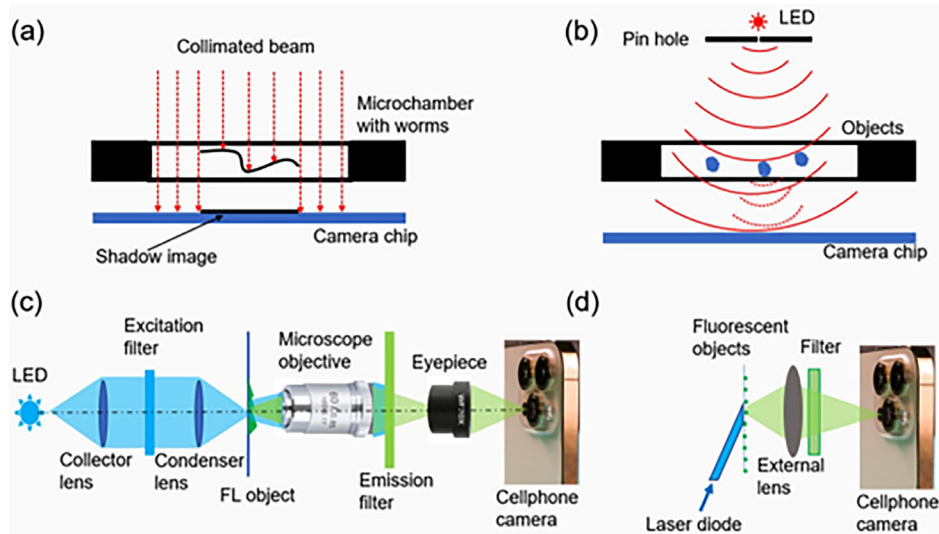 (a)
Collimated beam
Microchamber
with worms
Camera chip
Shadow image
(b)
LED
Pin hole
Objects
Camera chip
(c)
Excitation
filter
LED
Microscope
objective
Eyepiece
Collector
lens
Condenser
lens
FL object
Emission
filter
Cellphone
camera
(d)
Fluorescent
objects
Filter
External
lens
Laser diode
Cellphone
camera